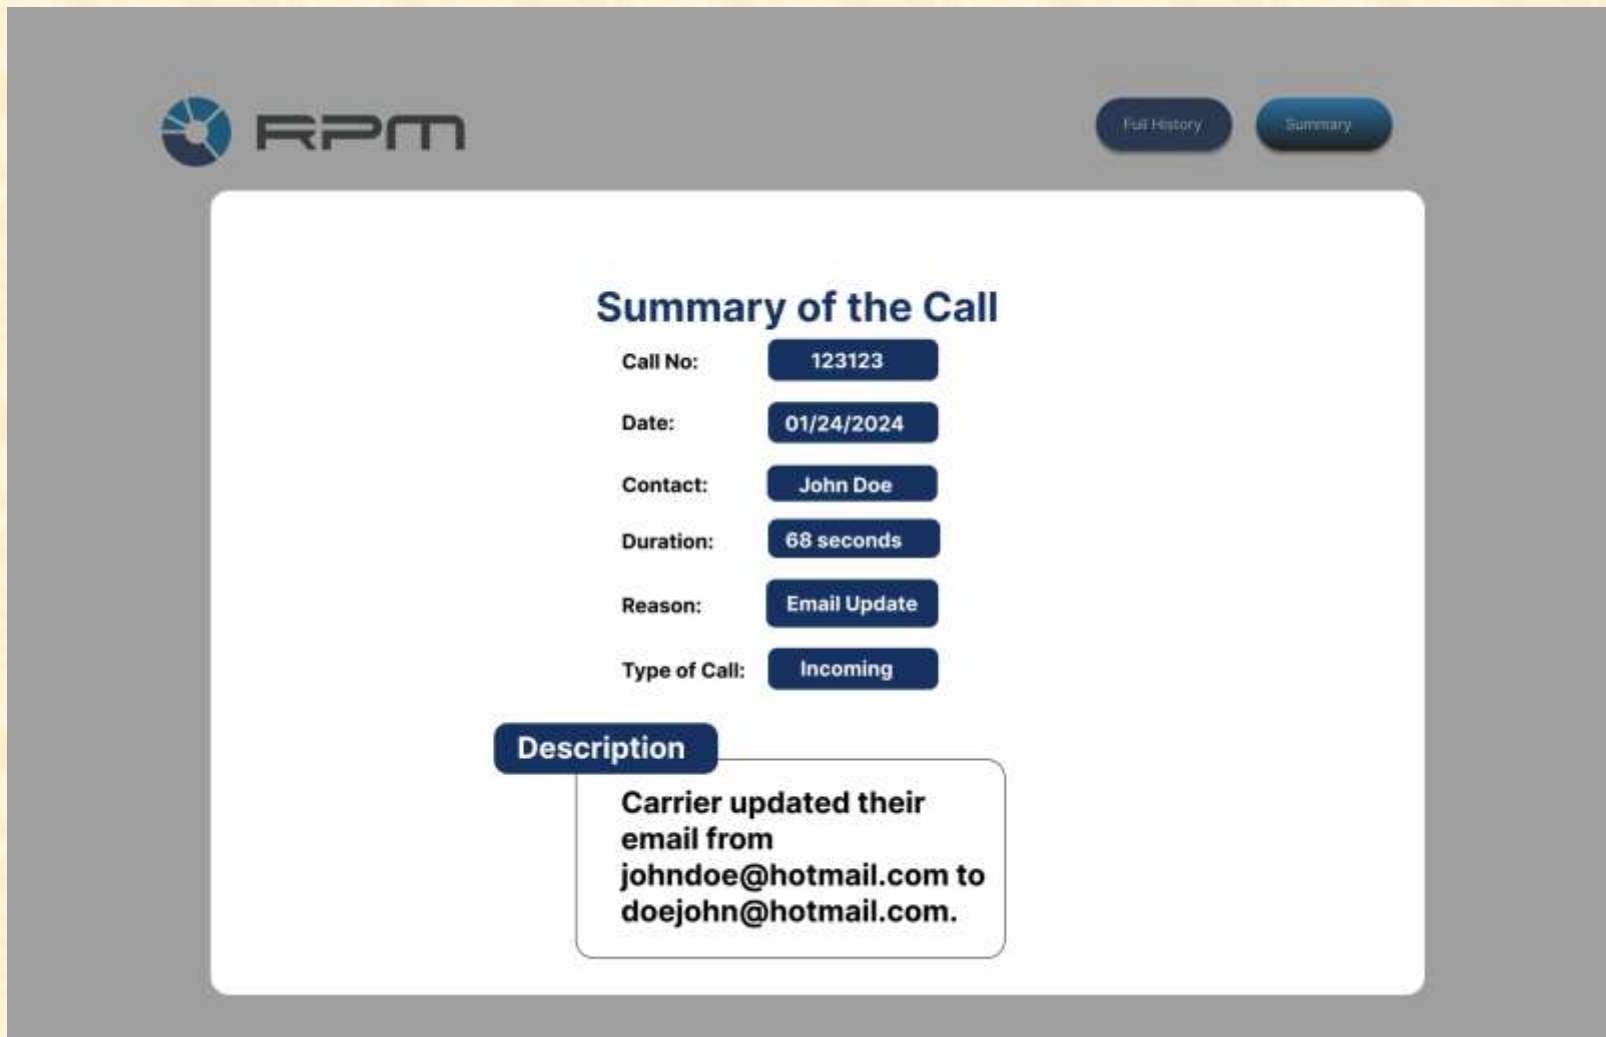 RPM
Full History
Summary
Summary of the Call
Call No: 123123
Date: 01/24/2024
Contact: John Doe
Duration: 68 seconds
Reason: Email Update
Type of Call: Incoming
Description
Carrier updated their
email from
johndoe@hotmail.com to
doejohn@hotmail.com.